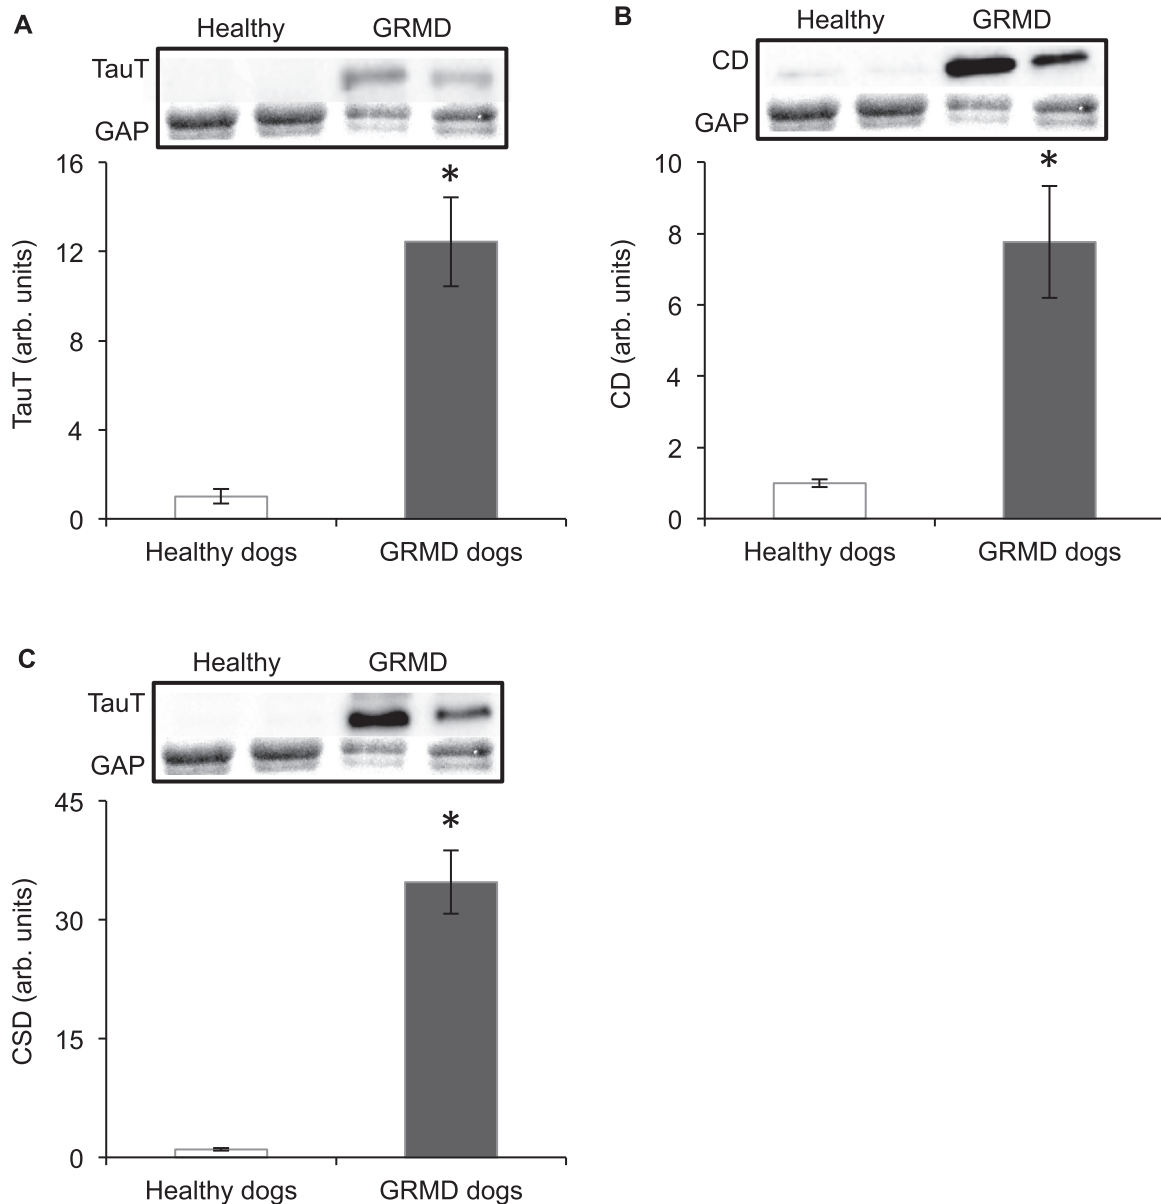 A
Healthy GRMD
TauT
GAP
16
*
12
8
4
0
TauT (arb. units)
Healthy dogs GRMD dogs
B
Healthy GRMD
CD
GAP
10
*
8
6
4
2
0
CD (arb. units)
Healthy dogs GRMD dogs
C
Healthy GRMD
TauT
GAP
45
*
30
15
0
CSD (arb. units)
Healthy dogs GRMD dogs